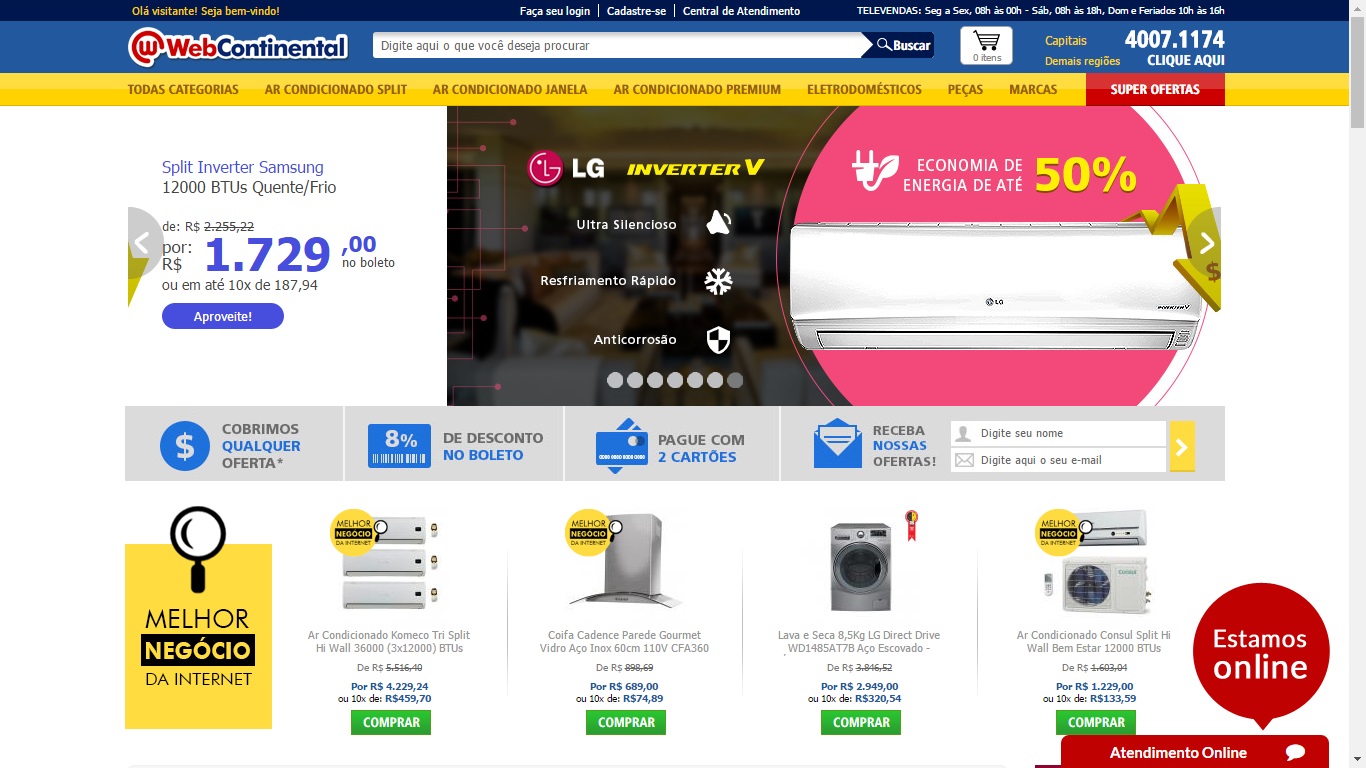 Olá visitante! Seja bem-vindo!
Faça seu login
Cadastre-se
Central de Atendimento
TELEVENDAS: Seg a Sex, 08h às 00h - Sáb, 08h às 18h, Dom e Feriados 10h às 16h
WebContinental
Digite aqui o que você deseja procurar
Buscar
0 itens
Capitais
4007.1174
Demais regiões
CLIQUE AQUI
TODAS CATEGORIAS
AR CONDICIONADO SPLIT
AR CONDICIONADO JANELA
AR CONDICIONADO PREMIUM
ELETRODOMÉSTICOS
PEÇAS
MARCAS
SUPER OFERTAS
Split Inverter Samsung
12000 BTUs Quente/Frio
de: R$ 2.255,22
por:
R$ 1.729,00
no boleto
ou em até 10x de 187,94
Aproveite!
LG INVERTER V
Ultra Silencioso
Resfriamento Rápido
Anticorrosão
ECONOMIA DE
ENERGIA DE ATÉ
50%
LG
INVERTER V
$
$
COBRIMOS
QUALQUER
OFERTA*
8%
DE DESCONTO
NO BOLETO
PAGUE COM
2 CARTÕES
RECEBA
NOSSAS
OFERTAS!
Digite seu nome
Digite aqui o seu e-mail
MELHOR
NEGÓCIO
DA INTERNET
MELHOR
NEGÓCIO
DA INTERNET
Ar Condicionado Komeco Tri Split
Hi Wall 36000 (3x12000) BTUs
De R$ 5.516,40
Por R$ 4.229,24
ou 10x de: R$459,70
COMPRAR
MELHOR
NEGÓCIO
DA INTERNET
Coifa Cadence Parede Gourmet
Vidro Aço Inox 60cm 110V CFA360
De R$ 898,69
Por R$ 689,00
ou 10x de: R$74,89
COMPRAR
Lava e Seca 8,5Kg LG Direct Drive
WD1485AT7B Aço Escovado -
De R$ 3.846,52
Por R$ 2.949,00
ou 10x de: R$320,54
COMPRAR
MELHOR
NEGÓCIO
DA INTERNET
Consul
Ar Condicionado Consul Split Hi
Wall Bem Estar 12000 BTUs
De R$ 1.603,04
Por R$ 1.229,00
ou 10x de: R$133,59
COMPRAR
Estamos
online
Atendimento Online